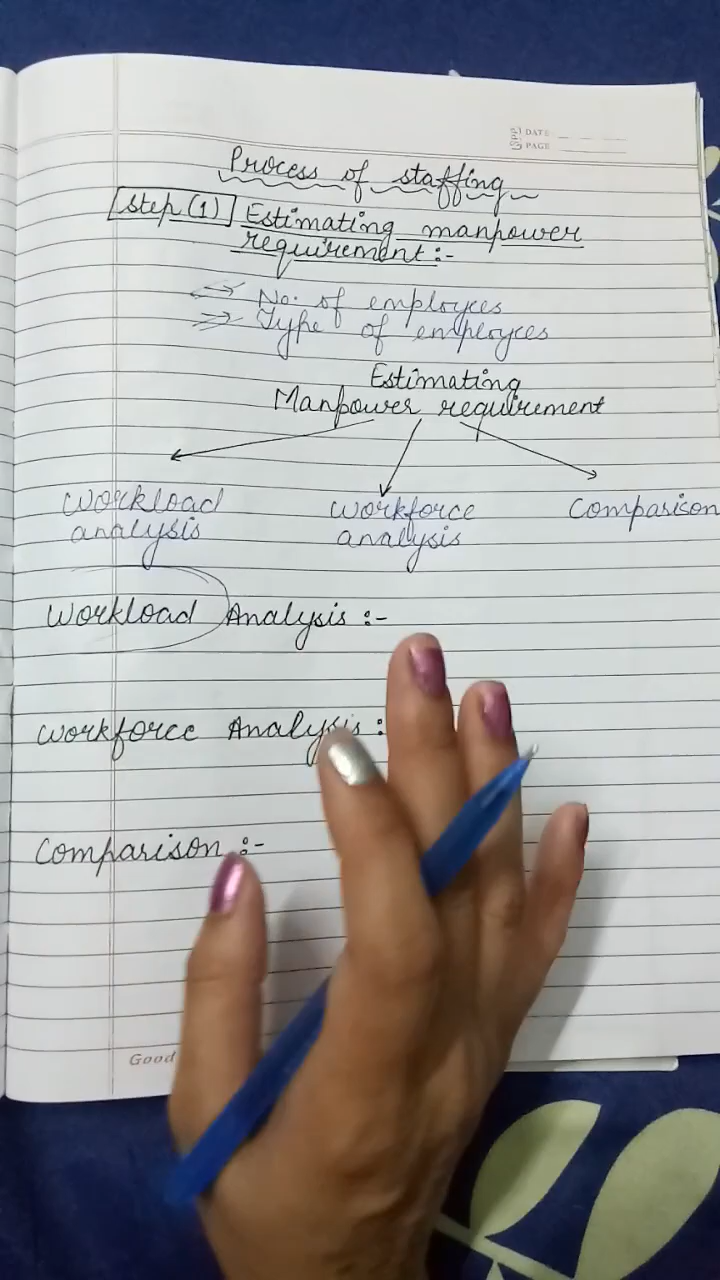 DATE
PAGE
Process of staffing
Step (1) Estimating manpower
requirement :-
⇒ No. of employees
⇒ Type of employees
Estimating
Manpower requirement
Workload
analysis
Workforce
analysis
Comparison
Workload Analysis :-
Workforce Analysis :
Comparison :-
Good